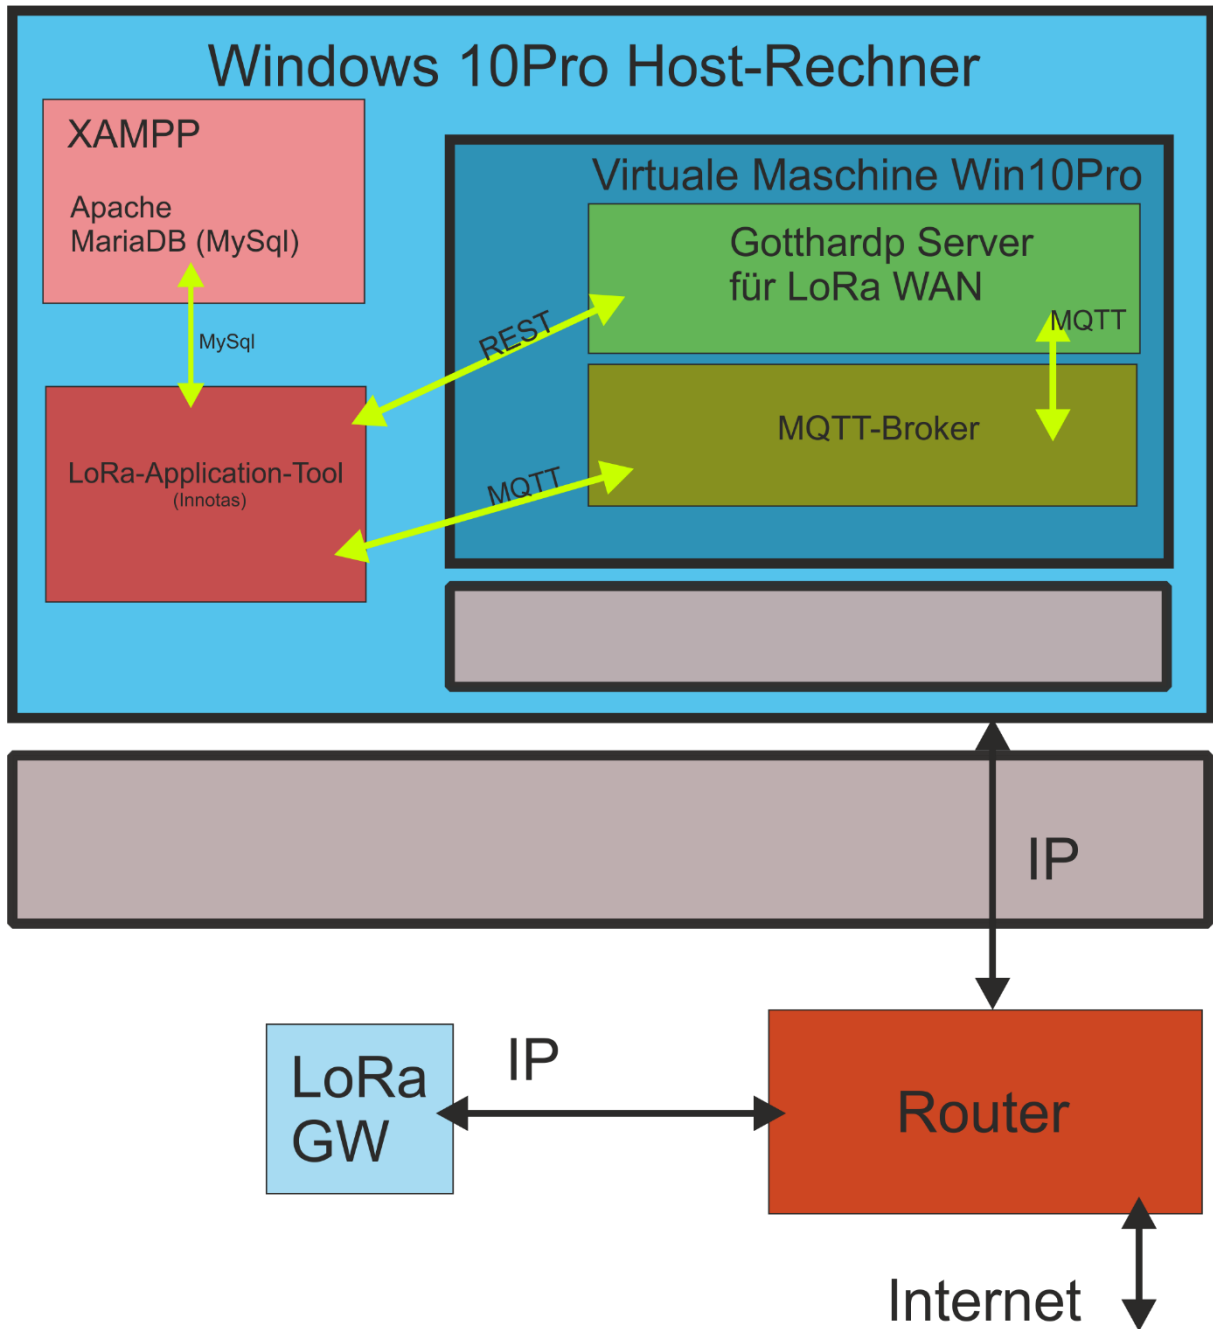 Windows 10Pro Host-Rechner
XAMPP
Apache
MariaDB (MySql)
MySql
LoRa-Application-Tool
(Innotas)
Virtuale Maschine Win10Pro
Gotthardp Server
für LoRa WAN
MQTT
REST
MQTT-Broker
MQTT
IP
LoRa
GW
IP
Router
Internet